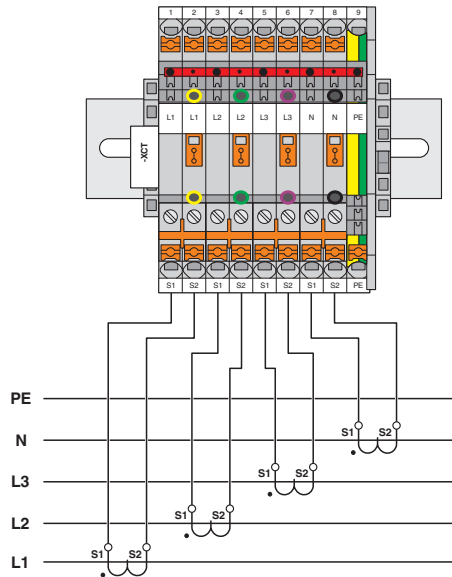 1 2 3 4 5 6 7 8 9
L1 L1 L2 L2 L3 L3 N N PE
-XCT
S1 S2 S1 S2 S1 S2 S1 S2 PE
PE
S1 S2
N
S1 S2
L3
S1 S2
L2
S1 S2
L1